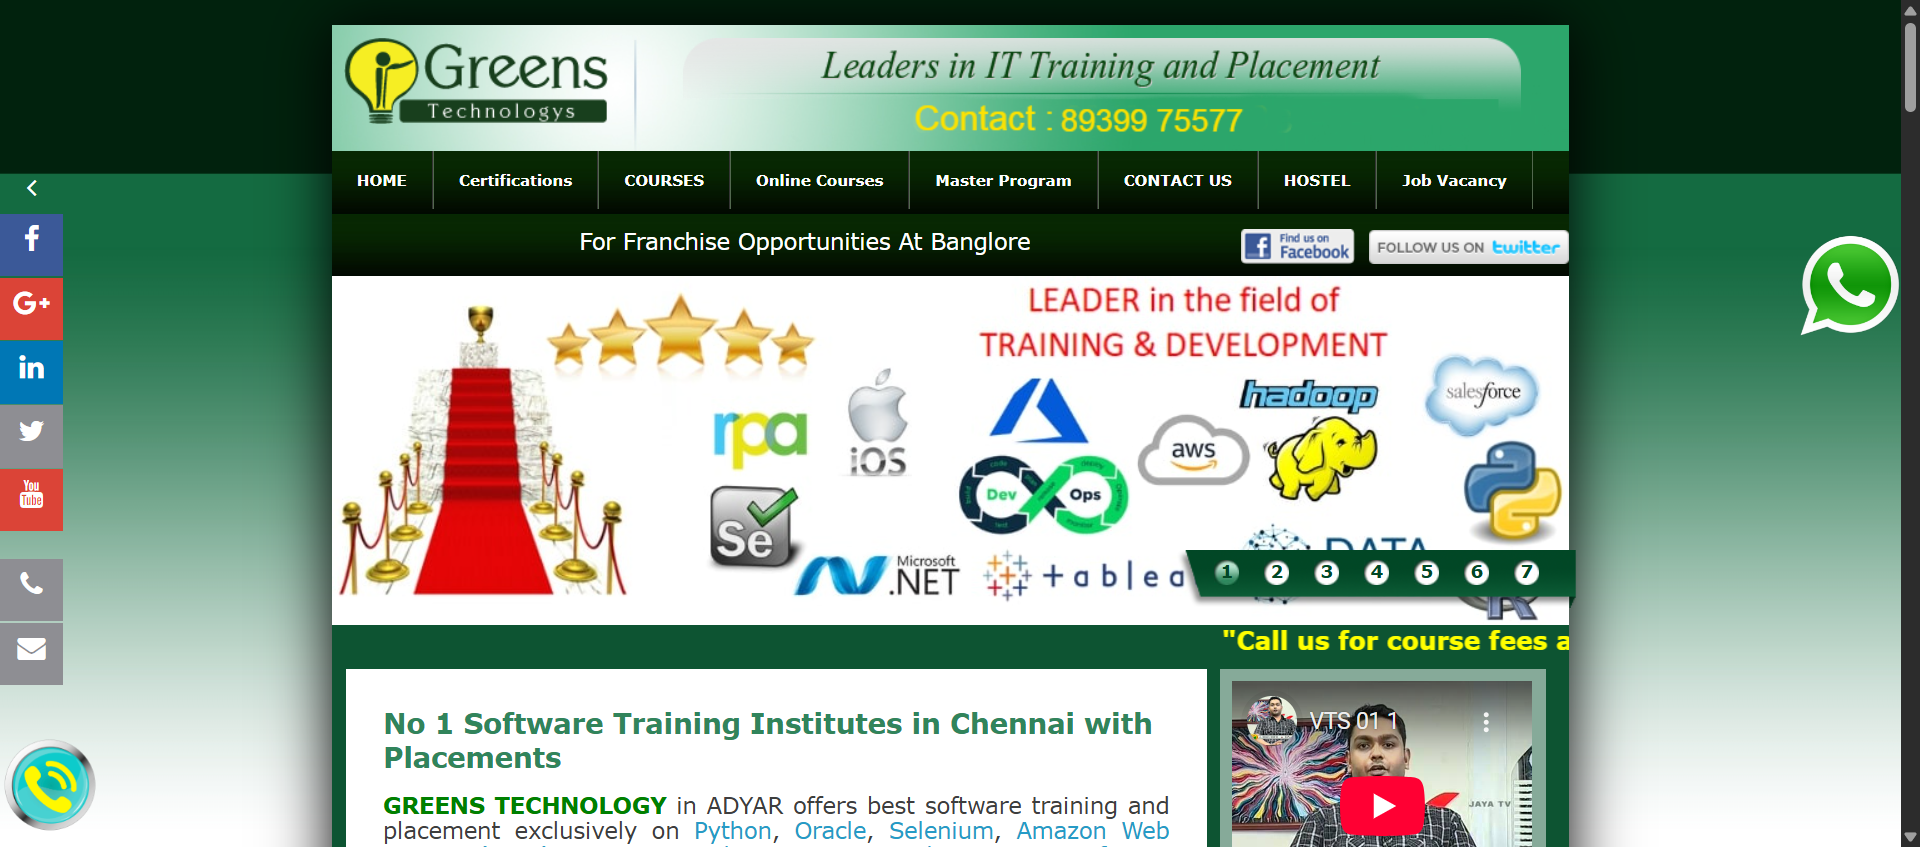 Greens
Technologys
Leaders in IT Training and Placement
Contact : 89399 75577
HOME
Certifications
COURSES
Online Courses
Master Program
CONTACT US
HOSTEL
Job Vacancy
For Franchise Opportunities At Banglore
Find us on
Facebook
FOLLOW US ON twitter
G+
in
You
Tube
LEADER in the field of
TRAINING & DEVELOPMENT
rpa
iOS
hadoop
salesforce
aws
Dev
Ops
Se
Microsoft
.NET
+ablea
DATA
R
1 2 3 4 5 6 7
"Call us for course fees a
No 1 Software Training Institutes in Chennai with
Placements
GREENS TECHNOLOGY in ADYAR offers best software training and
placement exclusively on Python, Oracle, Selenium, Amazon Web
VTS 01 1
JAYA TV